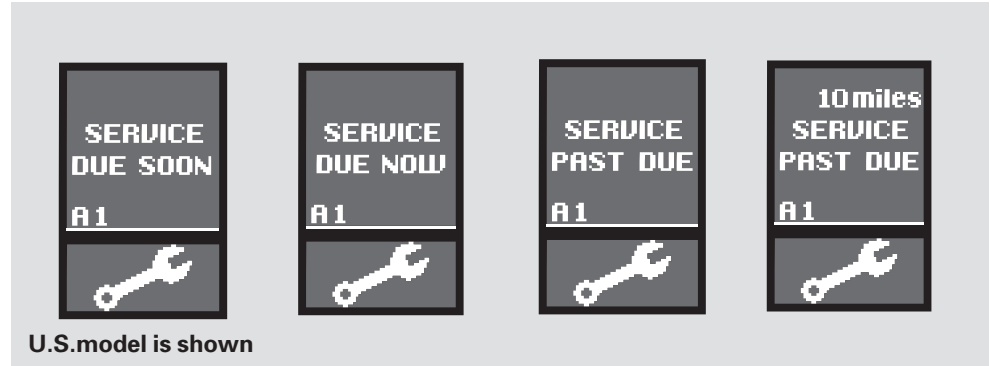 SERVICE
DUE SOON
A1
SERVICE
DUE NOW
A1
SERVICE
PAST DUE
A1
10 miles
SERVICE
PAST DUE
A1
U.S.model is shown